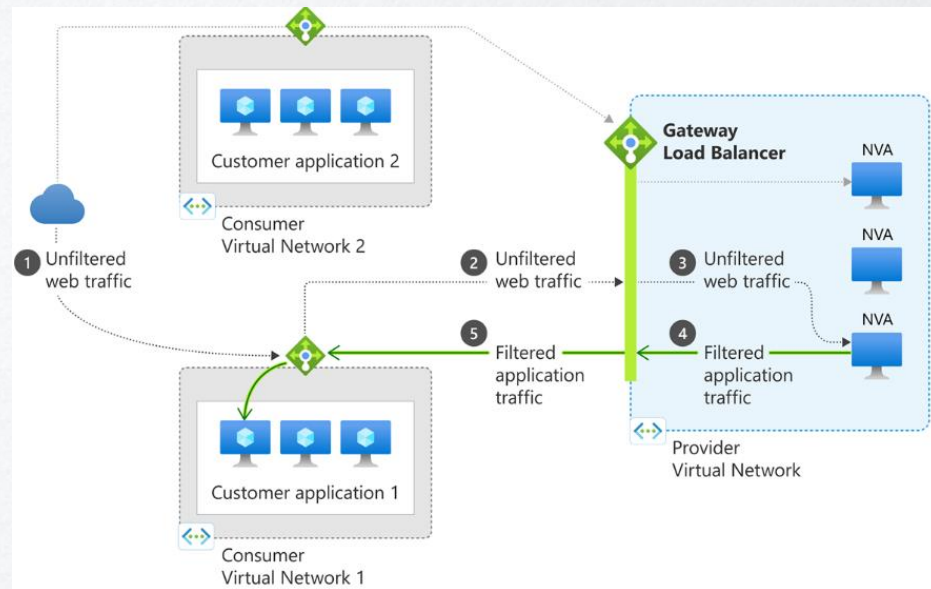 Customer application 2
Consumer
Virtual Network 2
Gateway
Load Balancer
NVA
NVA
NVA
1 Unfiltered
web traffic
2 Unfiltered
web traffic
3 Unfiltered
web traffic
5 Filtered
application
traffic
4 Filtered
application
traffic
Provider
Virtual Network
Customer application 1
Consumer
Virtual Network 1